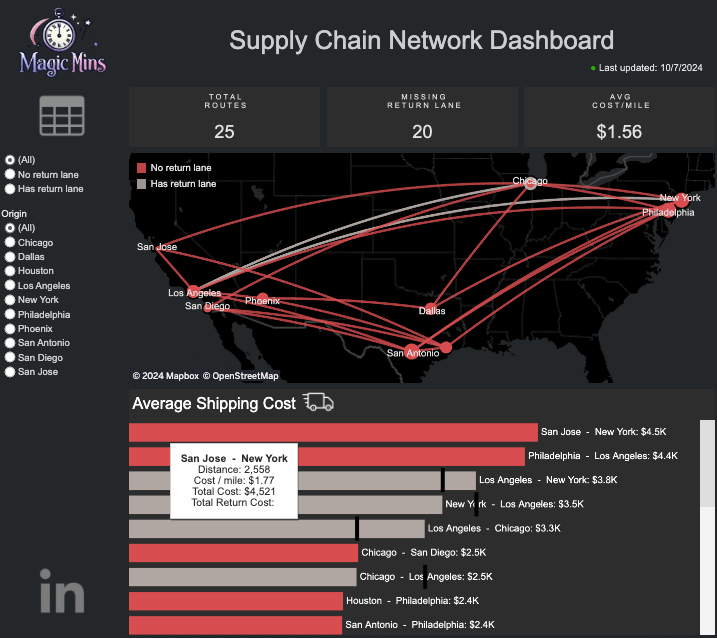 Magic Mins
Supply Chain Network Dashboard
Last updated: 10/7/2024
TOTAL
ROUTES
25
MISSING
RETURN LANE
20
AVG
COST/MILE
$1.56
(All)
No return lane
Has return lane
Origin
(All)
Chicago
Dallas
Houston
Los Angeles
New York
Philadelphia
Phoenix
San Antonio
San Diego
San Jose
No return lane
Has return lane
Chicago
New York
Philadelphia
San Jose
Los Angeles
San Diego
Phoenix
Dallas
San Antonio
© 2024 Mapbox © OpenStreetMap
Average Shipping Cost
San Jose - New York: $4.5K
Philadelphia - Los Angeles: $4.4K
Los Angeles - New York: $3.8K
New York - Los Angeles: $3.5K
Los Angeles - Chicago: $3.3K
Chicago - San Diego: $2.5K
Chicago - Los Angeles: $2.5K
Houston - Philadelphia: $2.4K
San Antonio - Philadelphia: $2.4K
San Jose - New York
Distance: 2,558
Cost / mile: $1.77
Total Cost: $4,521
Total Return Cost:
in